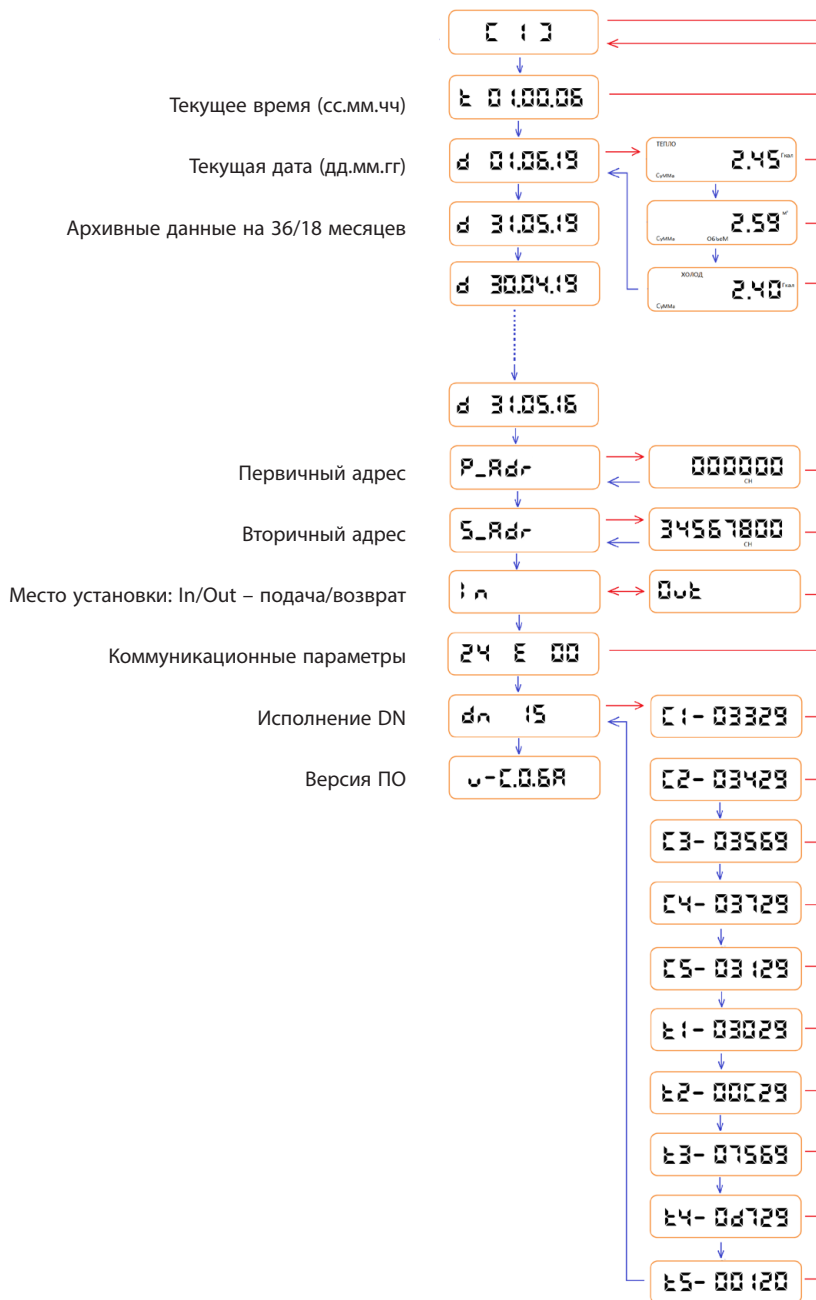 [ 1 ]
Текущее время (сс.мм.чч)
t 01.00.06
Текущая дата (дд.мм.гг)
d 01.06.19
ТЕПЛО
2.45 Гкал
СуММа
Архивные данные на 36/18 месяцев
d 31.05.19
2.59 м³
СуММа ОБЬеМ
d 30.04.19
ХОЛОД
2.40 Гкал
СуММа
d 31.05.16
Первичный адрес
P_Adr
000000
CH
Вторичный адрес
S_Adr
34567800
CH
Место установки: In/Out – подача/возврат
In
Out
Коммуникационные параметры
24 E 00
Исполнение DN
dn 15
C1- 03329
Версия ПО
v-C.0.6A
C2- 03429
C3- 03569
C4- 03729
C5- 03129
t1- 03029
t2- 00C29
t3- 07569
t4- 0d729
t5- 00120